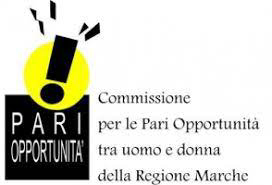 PARI
OPPORTUNITA'
Commissione
per le Pari Opportunità
tra uomo e donna
della Regione Marche